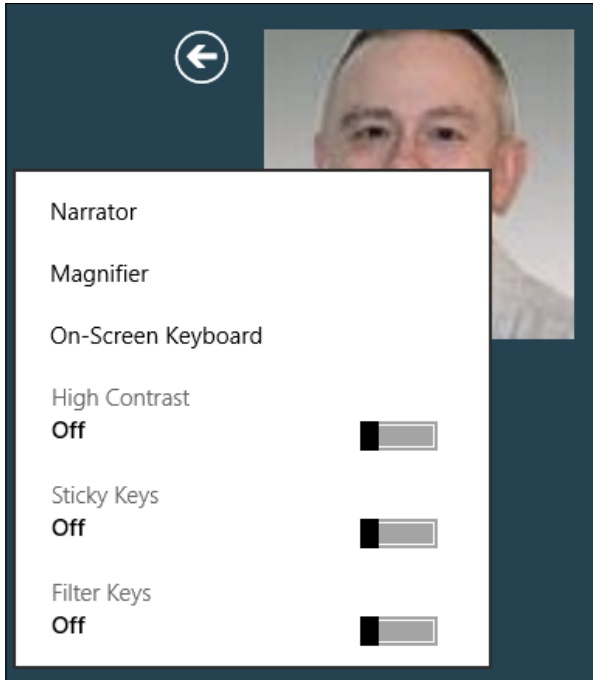 Narrator
Magnifier
On-Screen Keyboard
High Contrast
Off
Sticky Keys
Off
Filter Keys
Off